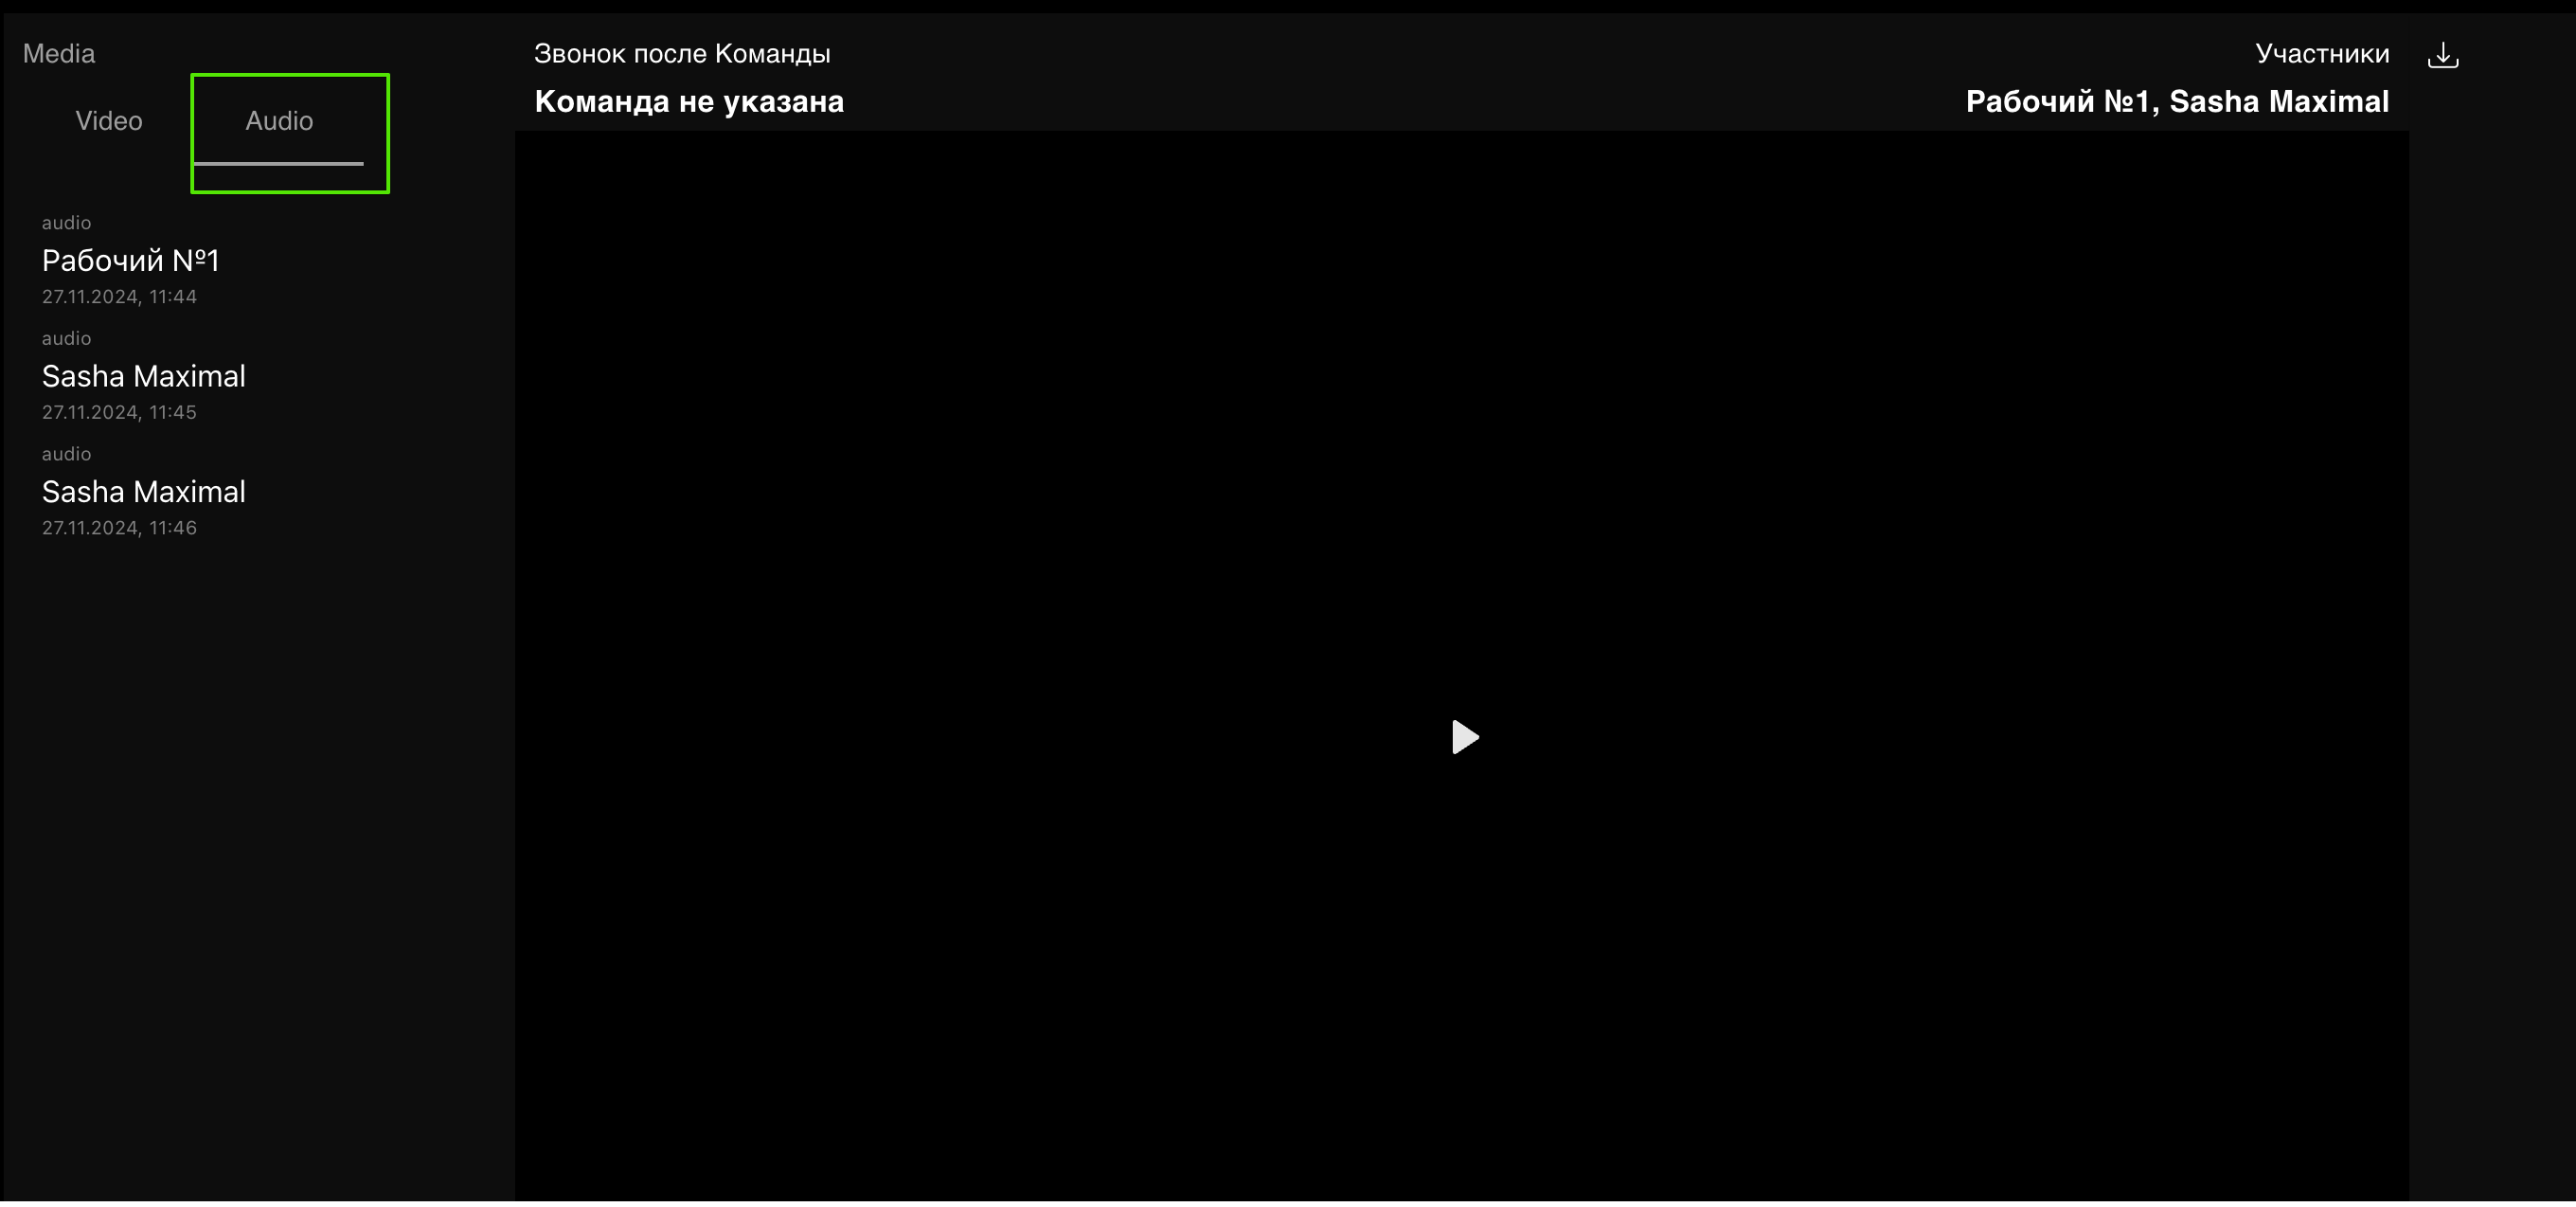 Media
Video
Audio
audio
Рабочий №1
27.11.2024, 11:44
audio
Sasha Maximal
27.11.2024, 11:45
audio
Sasha Maximal
27.11.2024, 11:46
Звонок после Команды
Команда не указана
Участники
Рабочий №1, Sasha Maximal